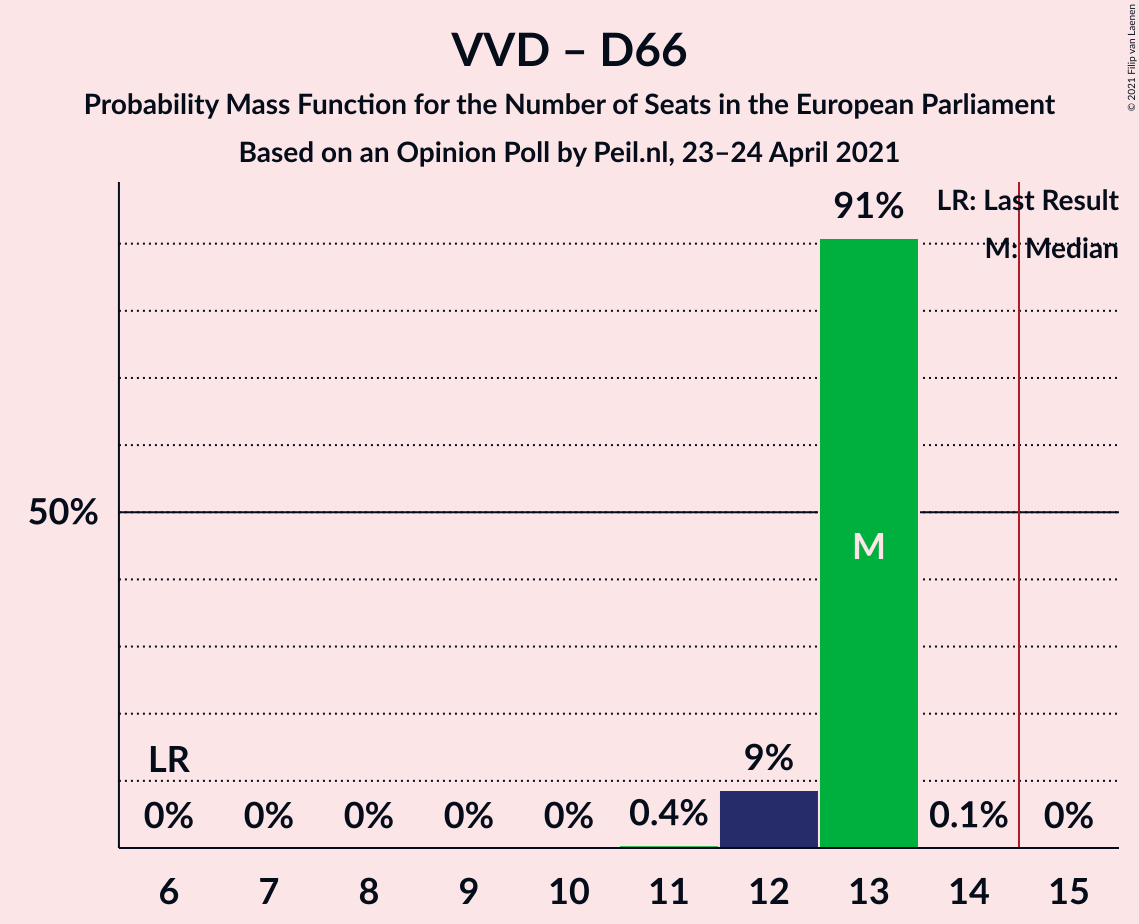 VVD – D66
Probability Mass Function for the Number of Seats in the European Parliament
Based on an Opinion Poll by Peil.nl, 23–24 April 2021
© 2021 Filip van Laenen
LR: Last Result
M: Median
91%
50%
M
LR
9%
0% 0% 0% 0% 0% 0.4% 0.1% 0%
6 7 8 9 10 11 12 13 14 15